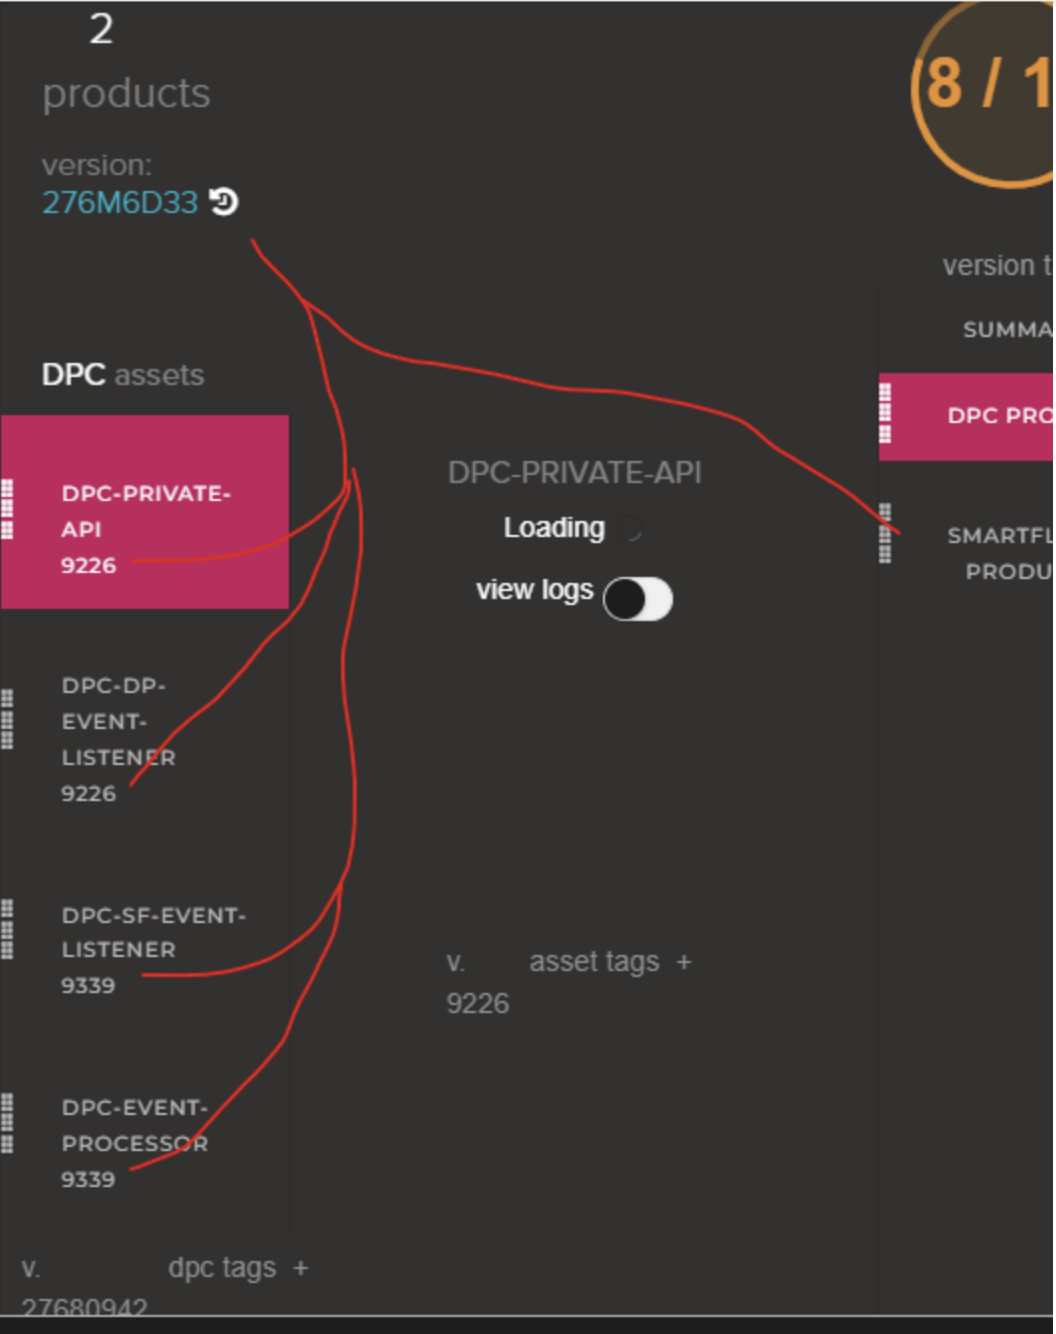 2
products
version:
276M6D33
DPC assets
DPC-PRIVATE-
API
9226
DPC-DP-
EVENT-
LISTENER
9226
DPC-SF-EVENT-
LISTENER
9339
DPC-EVENT-
PROCESSOR
9339
v. dpc tags +
27680942
DPC-PRIVATE-API
Loading
view logs
v. asset tags +
9226
8 / 1
version t
SUMMA
DPC PRO
SMARTFL
PRODU